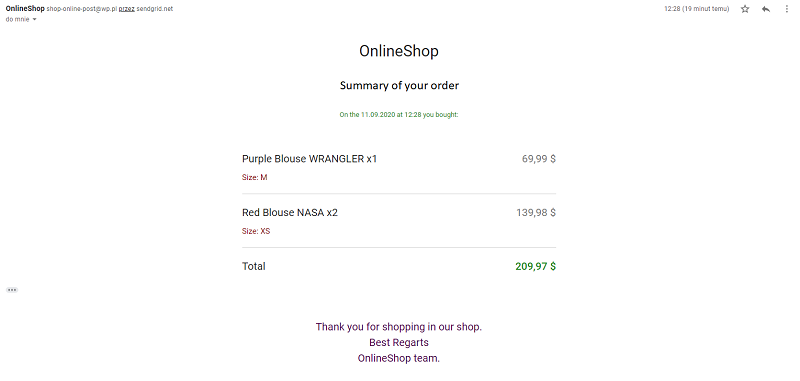 OnlineShop shop-online-post@wp.pl przez sendgrid.net 12:28 (19 minut temu)
do mnie
OnlineShop
Summary of your order
On the 11.09.2020 at 12:28 you bought:
Purple Blouse WRANGLER x1 69,99 $
Size: M
Red Blouse NASA x2 139,98 $
Size: XS
Total 209,97 $
Thank you for shopping in our shop.
Best Regarts
OnlineShop team.